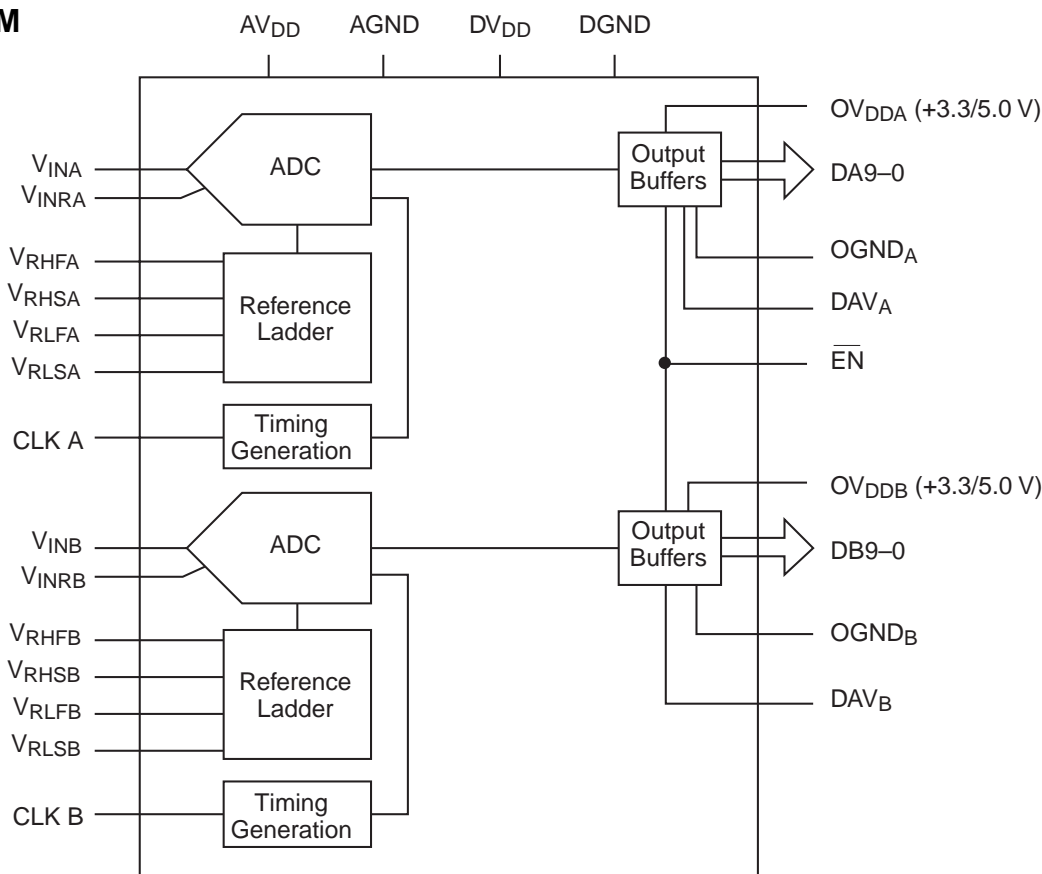 M
AVDD AGND DVDD DGND
VINA
VINRA
ADC
Output
Buffers
OVDDA (+3.3/5.0 V)
DA9–0
VRHFA
VRHSA
VRLFA
VRLSA
Reference
Ladder
OGNDA
DAVA
EN
CLK A
Timing
Generation
VINB
VINRB
ADC
Output
Buffers
OVDDB (+3.3/5.0 V)
DB9–0
VRHFB
VRHSB
VRLFB
VRLSB
Reference
Ladder
OGNDB
DAVB
CLK B
Timing
Generation